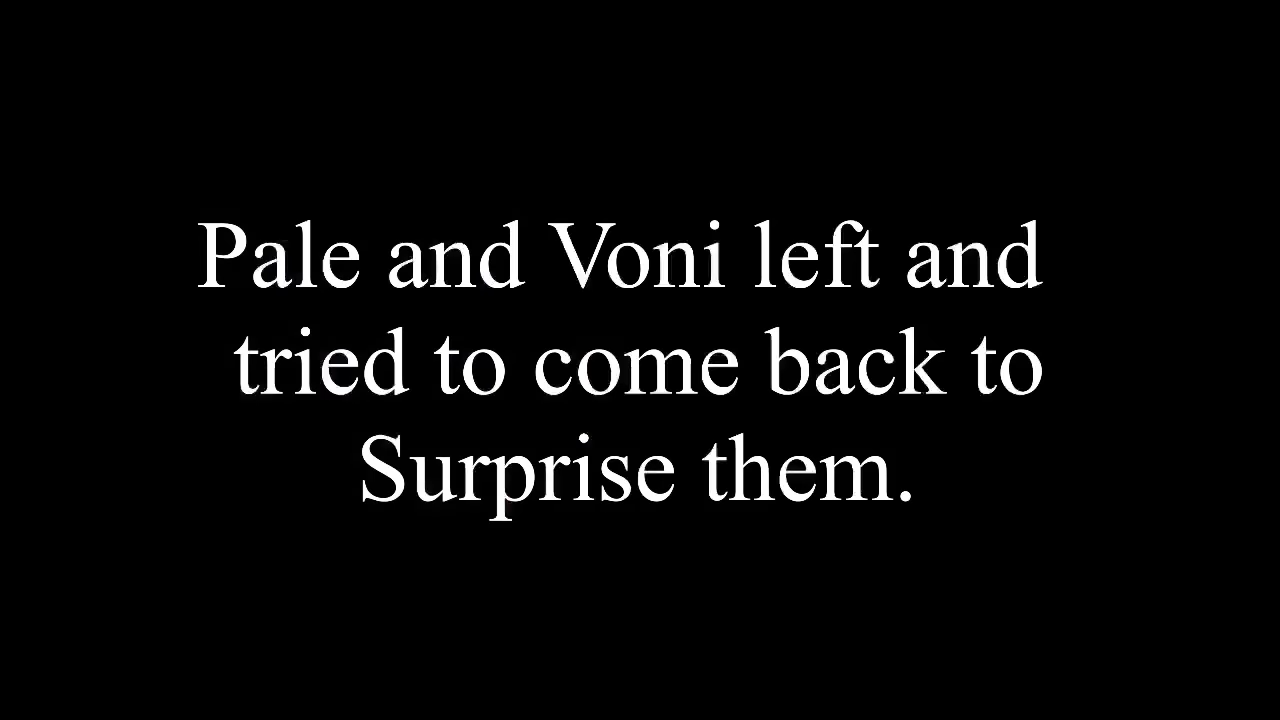 Pale and Voni left and
tried to come back to
Surprise them.